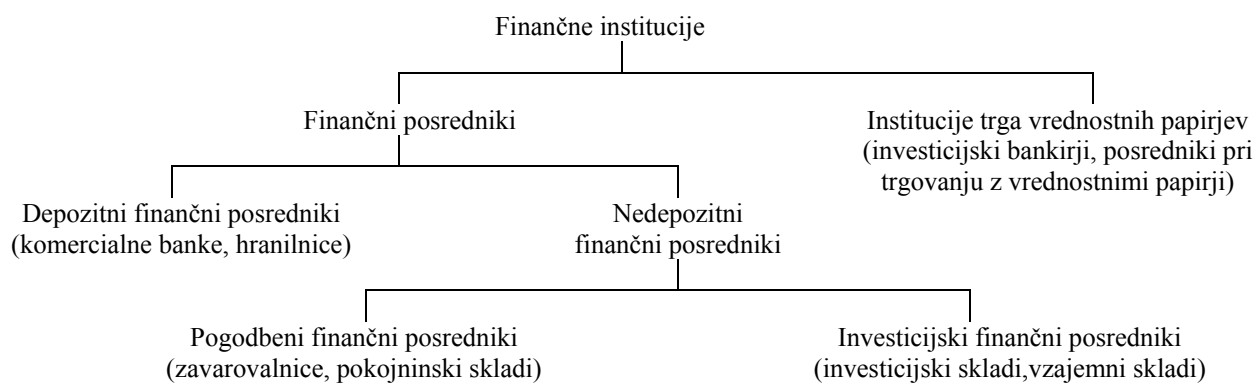 Finančne institucije
Finančni posredniki
Institucije trga vrednostnih papirjev
(investicijski bankirji, posredniki pri
trgovanju z vrednostnimi papirji)
Depozitni finančni posredniki
(komercialne banke, hranilnice)
Nedepozitni
finančni posredniki
Pogodbeni finančni posredniki
(zavarovalnice, pokojninski skladi)
Investicijski finančni posredniki
(investicijski skladi,vzajemni skladi)